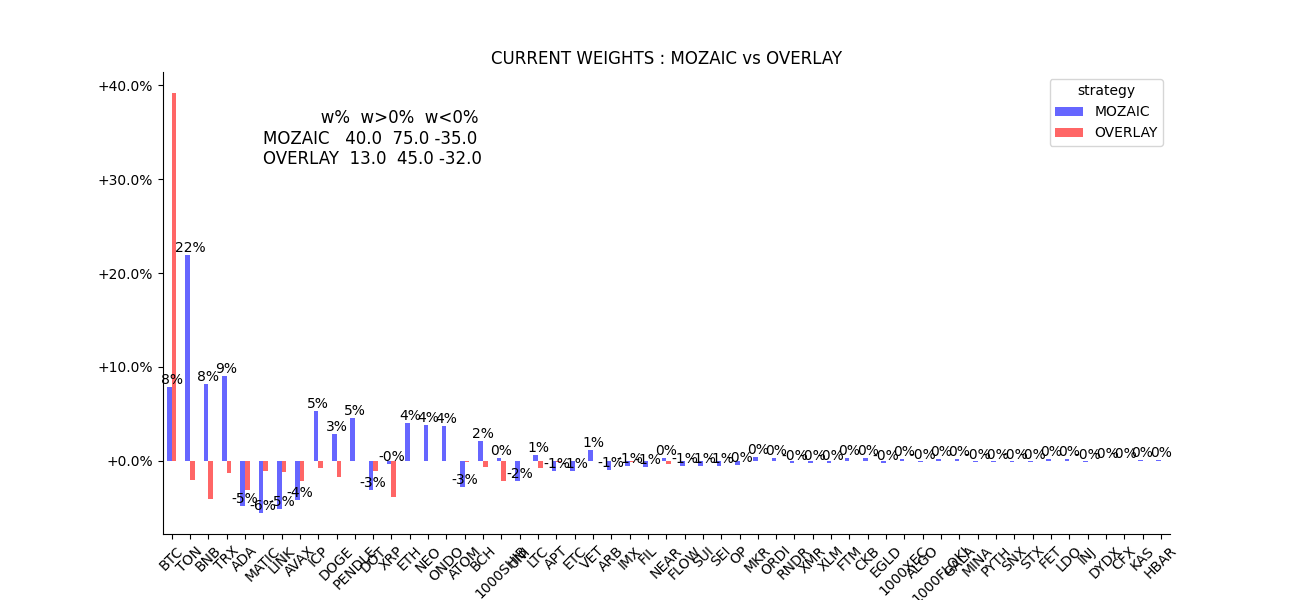 CURRENT WEIGHTS : MOZAIC vs OVERLAY
+40.0%
+30.0%
+20.0%
+10.0%
+0.0%
w% w>0% w<0%
MOZAIC 40.0 75.0 -35.0
OVERLAY 13.0 45.0 -32.0
strategy
MOZAIC
OVERLAY
8% 22% 8% 9% -5% -6% -5% -4% 5% 3% 5% -3% -0% 4% 4% 4% -3% 2% 0% -2% 1% -1% -1% 1% -1% -1% -1% 0% -1% -1% -1% -0% 0% 0% -0% -0% -0% 0% 0% -0% 0% -0% 0% 0% -0% -0% -0% -0% 0% 0% -0% -0% -0% 0% 0%
BTC TON BNB TRX ADA MATIC LINK AVAX ICP DOGE PENDLE DOT XRP ETH NEO ONDO ATOM BCH 1000SHIB LTC APT ETC VET ARB IMX FIL NEAR FLOW SUI SEI OP MKR ORDI RNDR XMR XLM FTM CKB EGLD 1000XEC ALGO 1000FLOKI GALA MINA PYTH SNX STX FET LDO INJ DYDX CFX KAS HBAR